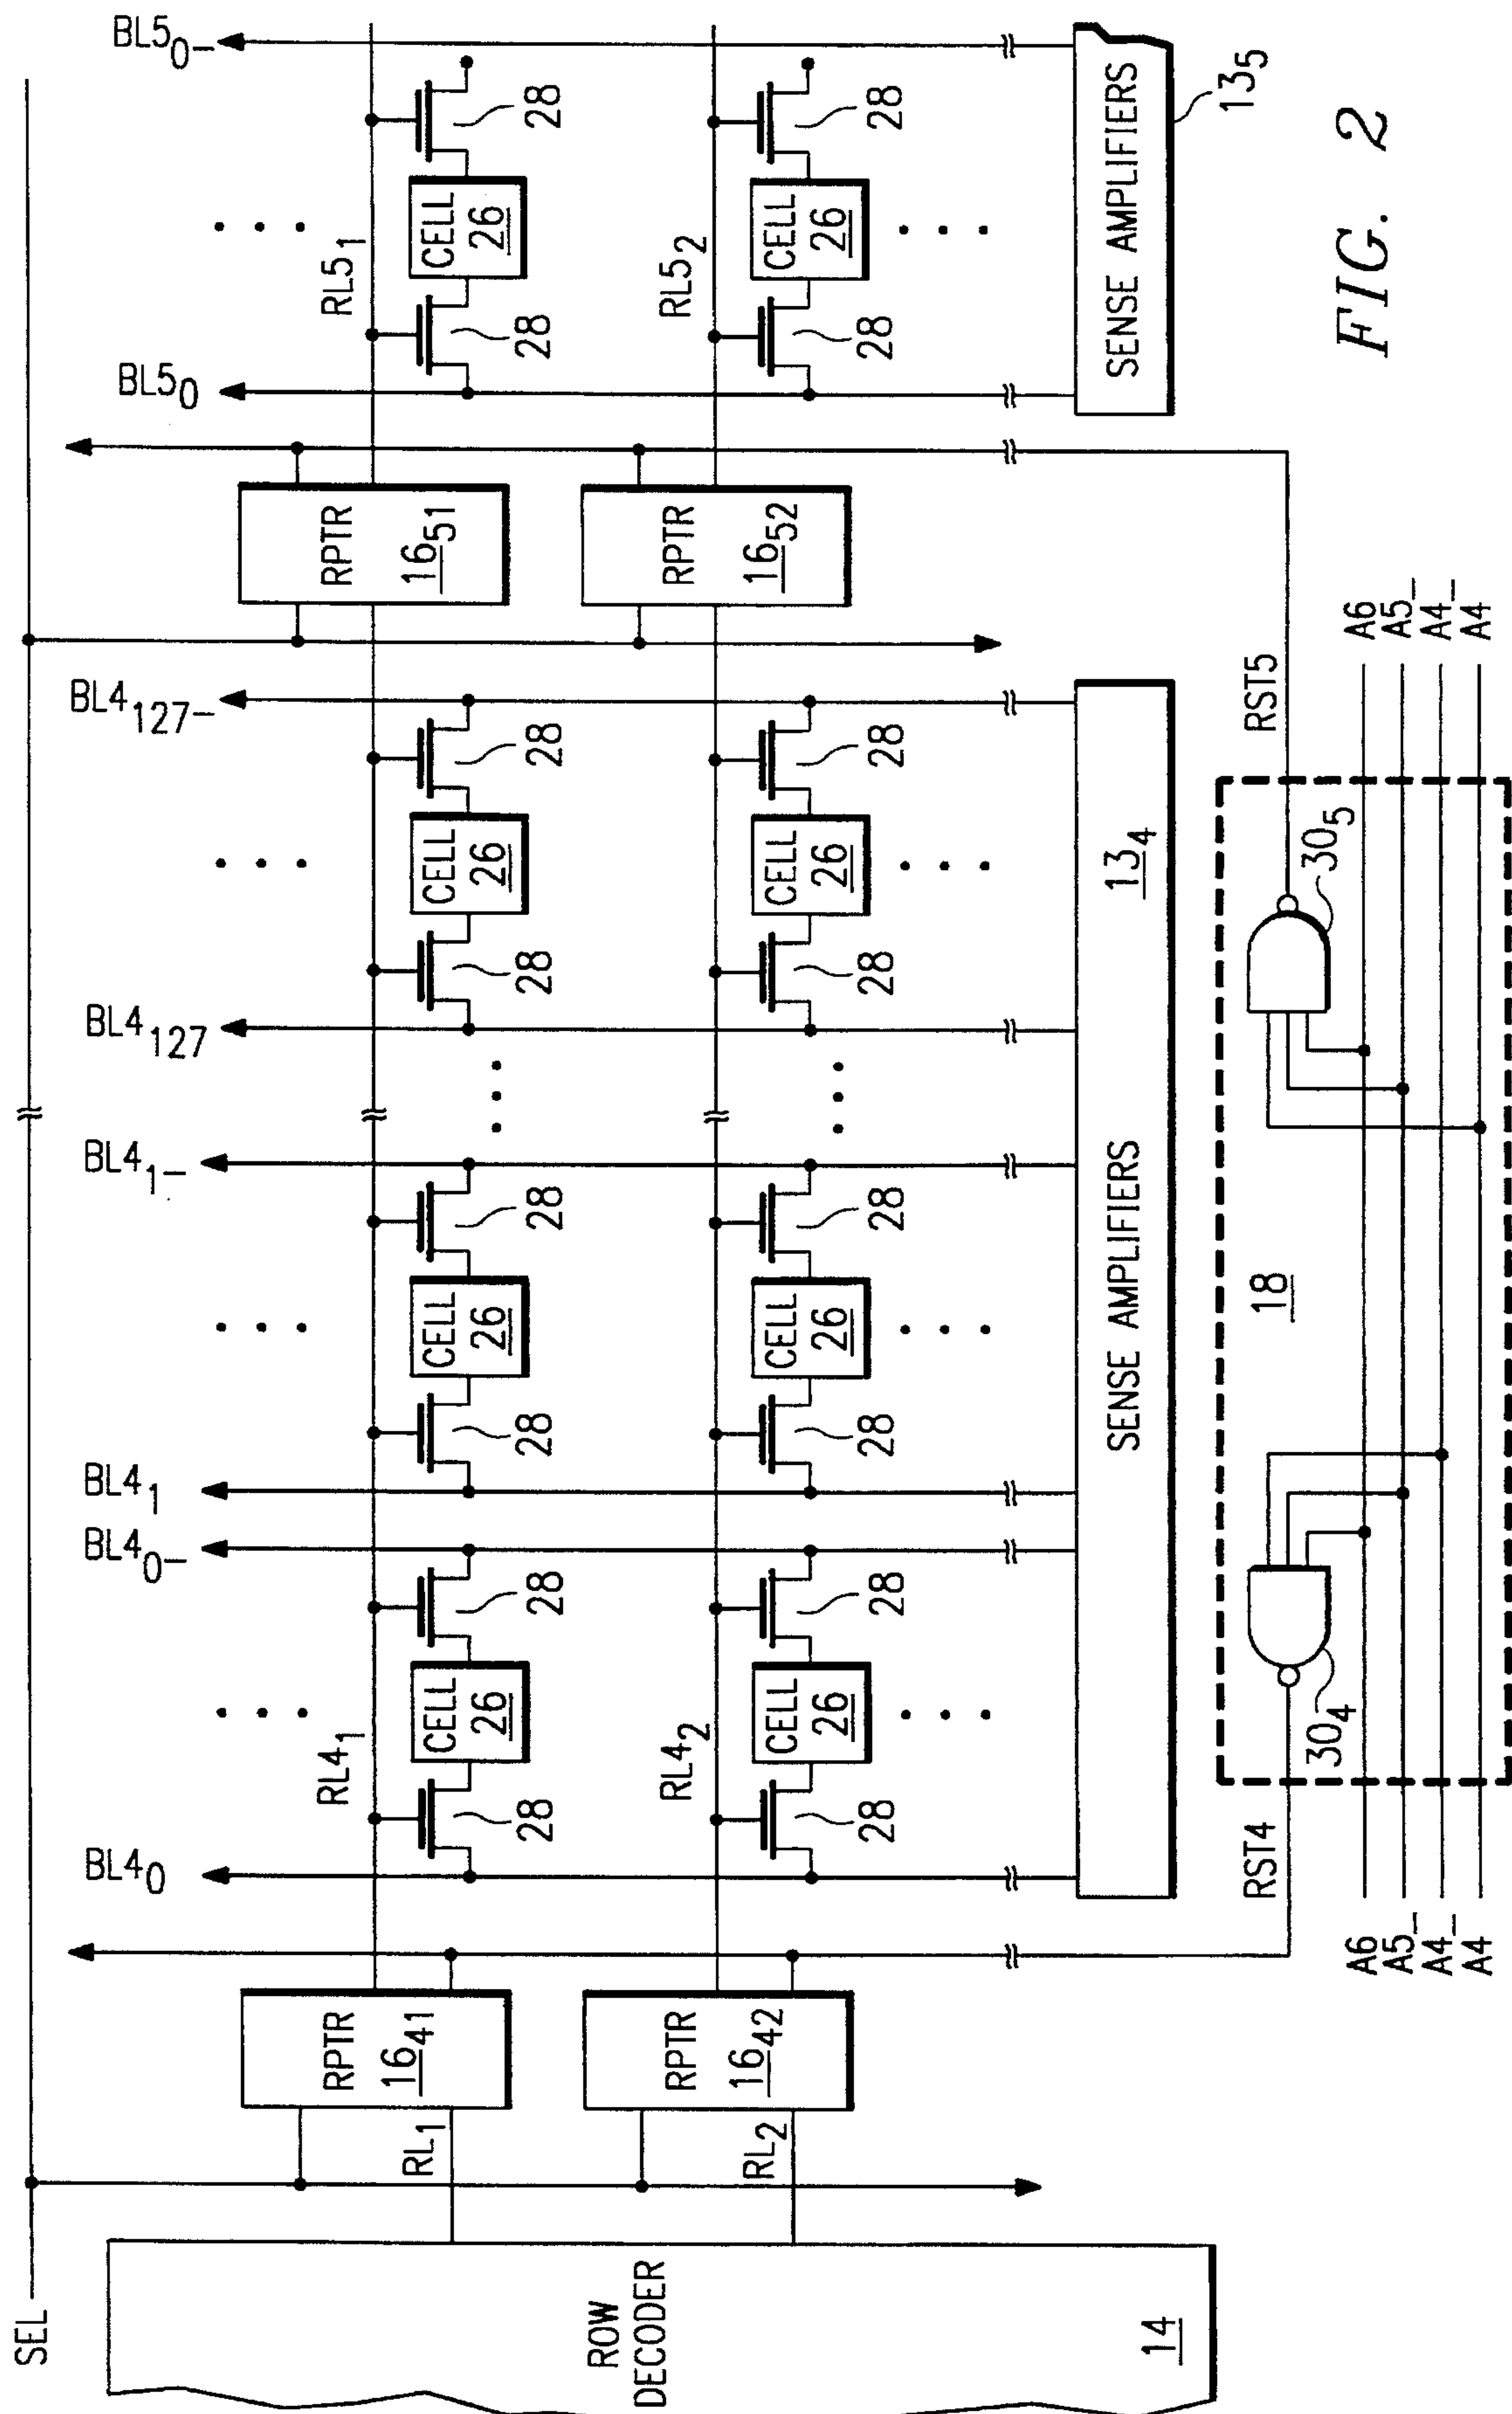 SEL
BL4₀
BL4₀₋
BL4₁
BL4₁₋
BL4₁₂₇
BL4₁₂₇₋
BL5₀
BL5₀₋
RPTR
16₄₁
RL₁
RL4₁
CELL
26
28
28
CELL
26
28
28
CELL
26
28
28
RPTR
16₅₁
RL5₁
CELL
26
28
28
ROW
DECODER
14
RPTR
16₄₂
RL₂
RL4₂
CELL
26
28
28
CELL
26
28
28
CELL
26
28
28
RPTR
16₅₂
RL5₂
CELL
26
28
28
SENSE AMPLIFIERS
13₄
SENSE AMPLIFIERS
13₅
RST4
30₄
18
30₅
RST5
A6
A5_
A4_
A4
A6
A5_
A4_
A4
FIG. 2